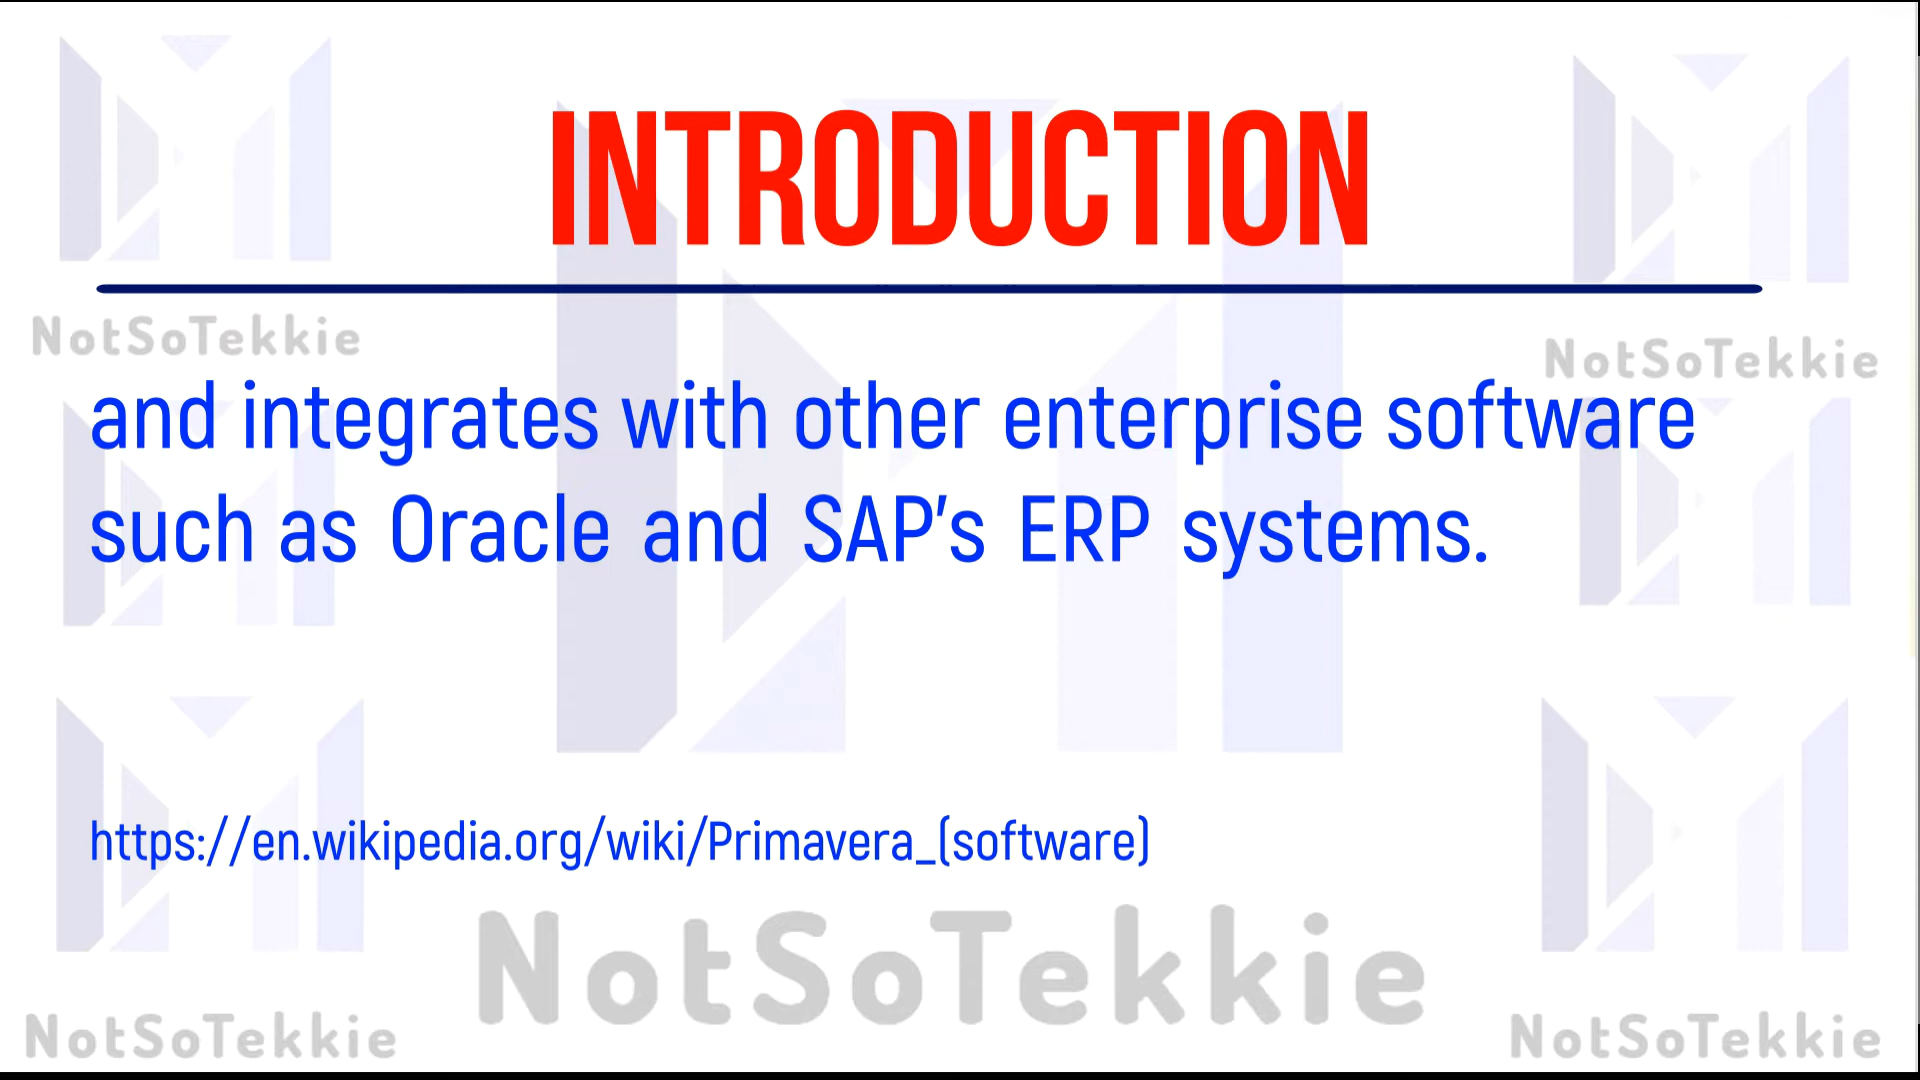 INTRODUCTION
NotSoTekkie
NotSoTekkie
and integrates with other enterprise software
such as Oracle and SAP's ERP systems.
https://en.wikipedia.org/wiki/Primavera_(software)
NotSoTekkie
NotSoTekkie
NotSoTekkie